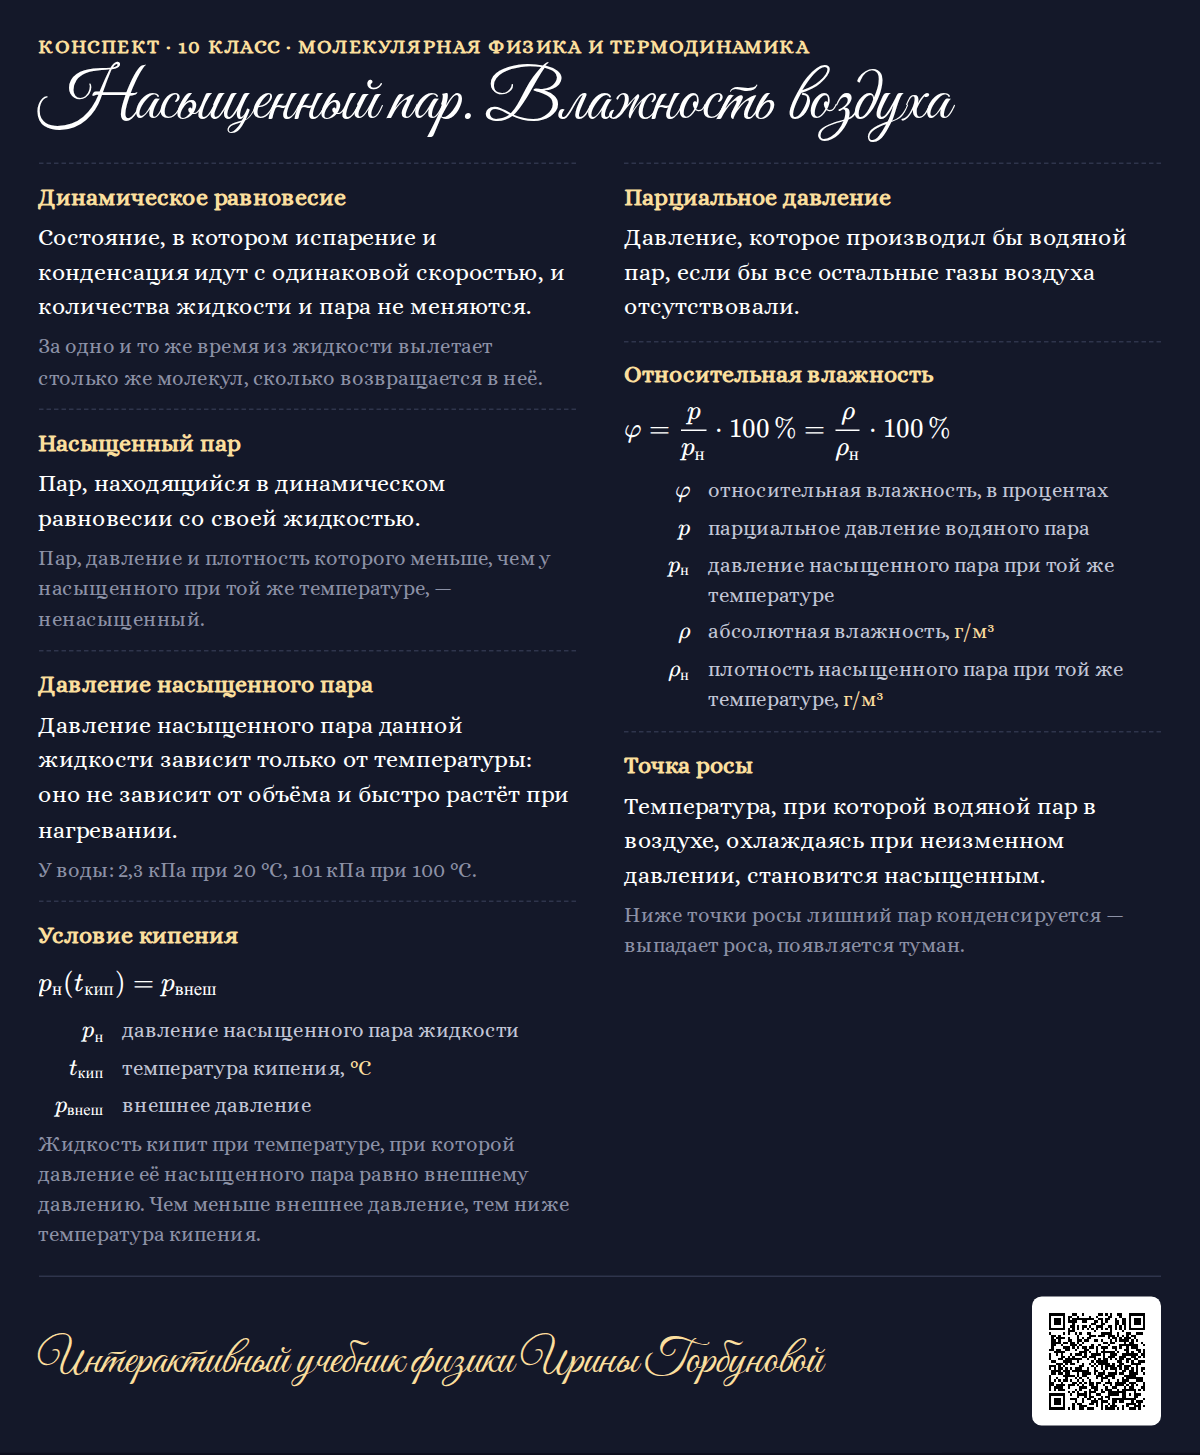 КОНСПЕКТ · 10 КЛАСС · МОЛЕКУЛЯРНАЯ ФИЗИКА И ТЕРМОДИНАМИКА
Насыщенный пар. Влажность воздуха
Динамическое равновесие
Состояние, в котором испарение и
конденсация идут с одинаковой скоростью, и
количества жидкости и пара не меняются.
За одно и то же время из жидкости вылетает
столько же молекул, сколько возвращается в неё.
Насыщенный пар
Пар, находящийся в динамическом
равновесии со своей жидкостью.
Пар, давление и плотность которого меньше, чем у
насыщенного при той же температуре, —
ненасыщенный.
Давление насыщенного пара
Давление насыщенного пара данной
жидкости зависит только от температуры:
оно не зависит от объёма и быстро растёт при
нагревании.
У воды: 2,3 кПа при 20 °C, 101 кПа при 100 °C.
Условие кипения
pн(tкип) = pвнеш
pн давление насыщенного пара жидкости
tкип температура кипения, °C
pвнеш внешнее давление
Жидкость кипит при температуре, при которой
давление её насыщенного пара равно внешнему
давлению. Чем меньше внешнее давление, тем ниже
температура кипения.
Парциальное давление
Давление, которое производил бы водяной
пар, если бы все остальные газы воздуха
отсутствовали.
Относительная влажность
φ = p/pн · 100 % = ρ/ρн · 100 %
φ относительная влажность, в процентах
p парциальное давление водяного пара
pн давление насыщенного пара при той же
температуре
ρ абсолютная влажность, г/м³
ρн плотность насыщенного пара при той же
температуре, г/м³
Точка росы
Температура, при которой водяной пар в
воздухе, охлаждаясь при неизменном
давлении, становится насыщенным.
Ниже точки росы лишний пар конденсируется —
выпадает роса, появляется туман.
Интерактивный учебник физики Ирины Горбуновой